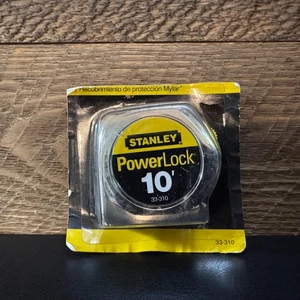 Recubrimiento de protección Mylar
STANLEY
PowerLock
10'
33-310
33-310